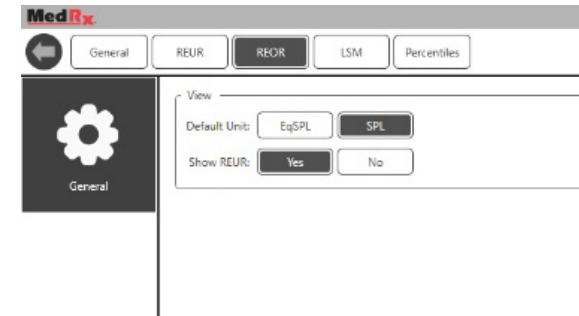 MedRx
General REUR REOR LSM Percentiles
View
Default Unit: EqSPL SPL
Show REUR: Yes No
General